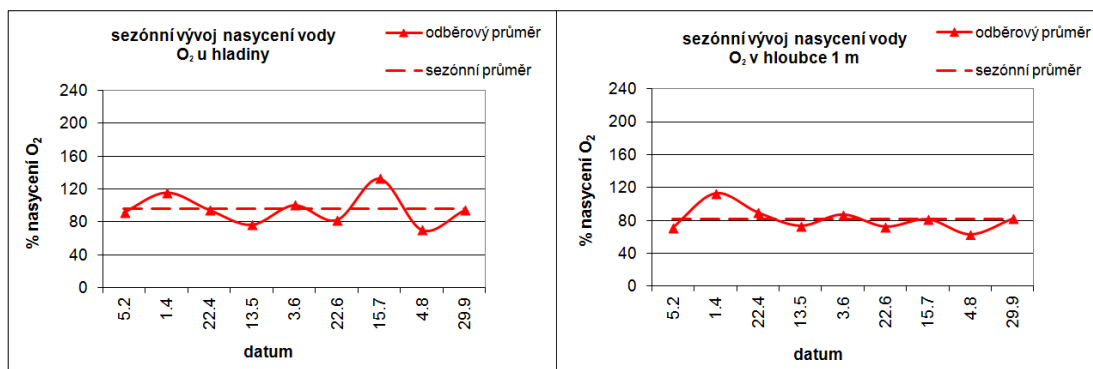 sezónní vývoj nasycení vody
O₂ u hladiny
odběrový průměr
sezónní průměr
% nasycení O₂
240
200
160
120
80
40
0
5.2
1.4
22.4
13.5
3.6
22.6
15.7
4.8
29.9
datum
sezónní vývoj nasycení vody
O₂ v hloubce 1 m
odběrový průměr
sezónní průměr
% nasycení O₂
240
200
160
120
80
40
0
5.2
1.4
22.4
13.5
3.6
22.6
15.7
4.8
29.9
datum